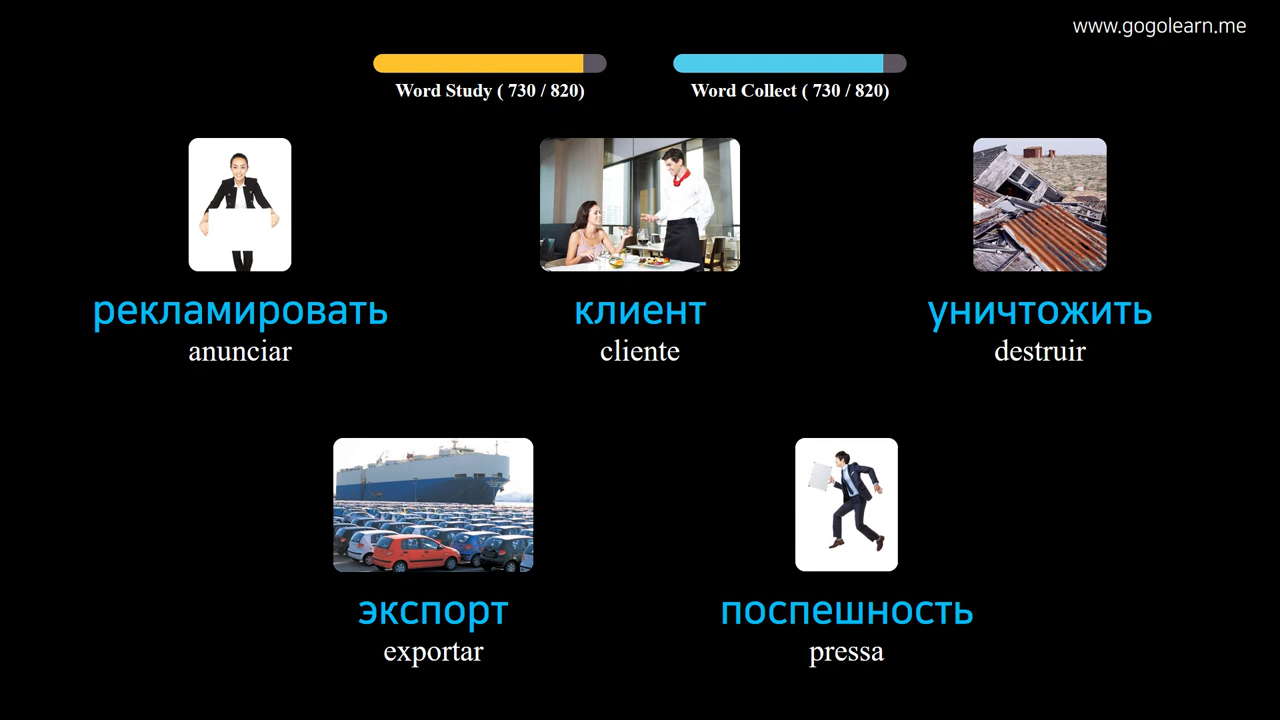 www.gogolearn.me
Word Study ( 730 / 820)
Word Collect ( 730 / 820)
рекламировать
anunciar
клиент
cliente
уничтожить
destruir
экспорт
exportar
поспешность
pressa